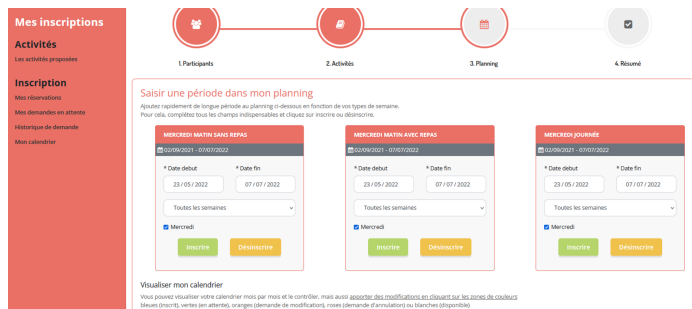 Mes inscriptions
Activités
Les activités proposées
Inscription
Mes réservations
Mes demandes en attente
Historique de demande
Mon calendrier
1. Participants
2. Activités
3. Planning
4. Résumé
Saisir une période dans mon planning
Ajoutez rapidement de longue période au planning ci-dessous en fonction de vos types de semaine.
Pour cela, complétez tous les champs indispensables et cliquez sur inscrire ou désinscrire.
MERCREDI MATIN SANS REPAS
02/09/2021 - 07/07/2022
* Date debut * Date fin
23 / 05 / 2022 07 / 07 / 2022
Toutes les semaines
Mercredi
Inscrire Désinscrire
MERCREDI MATIN AVEC REPAS
02/09/2021 - 07/07/2022
* Date debut * Date fin
23 / 05 / 2022 07 / 07 / 2022
Toutes les semaines
Mercredi
Inscrire Désinscrire
MERCREDI JOURNÉE
02/09/2021 - 07/07/2022
* Date debut * Date fin
23 / 05 / 2022 07 / 07 / 2022
Toutes les semaines
Mercredi
Inscrire Désinscrire
Visualiser mon calendrier
Vous pouvez visualiser votre calendrier mois par mois et le contrôler, mais aussi apporter des modifications en cliquant sur les zones de couleurs
bleues (inscrit), vertes (en attente), oranges (demande de modification), roses (demande d'annulation) ou blanches (disponible)